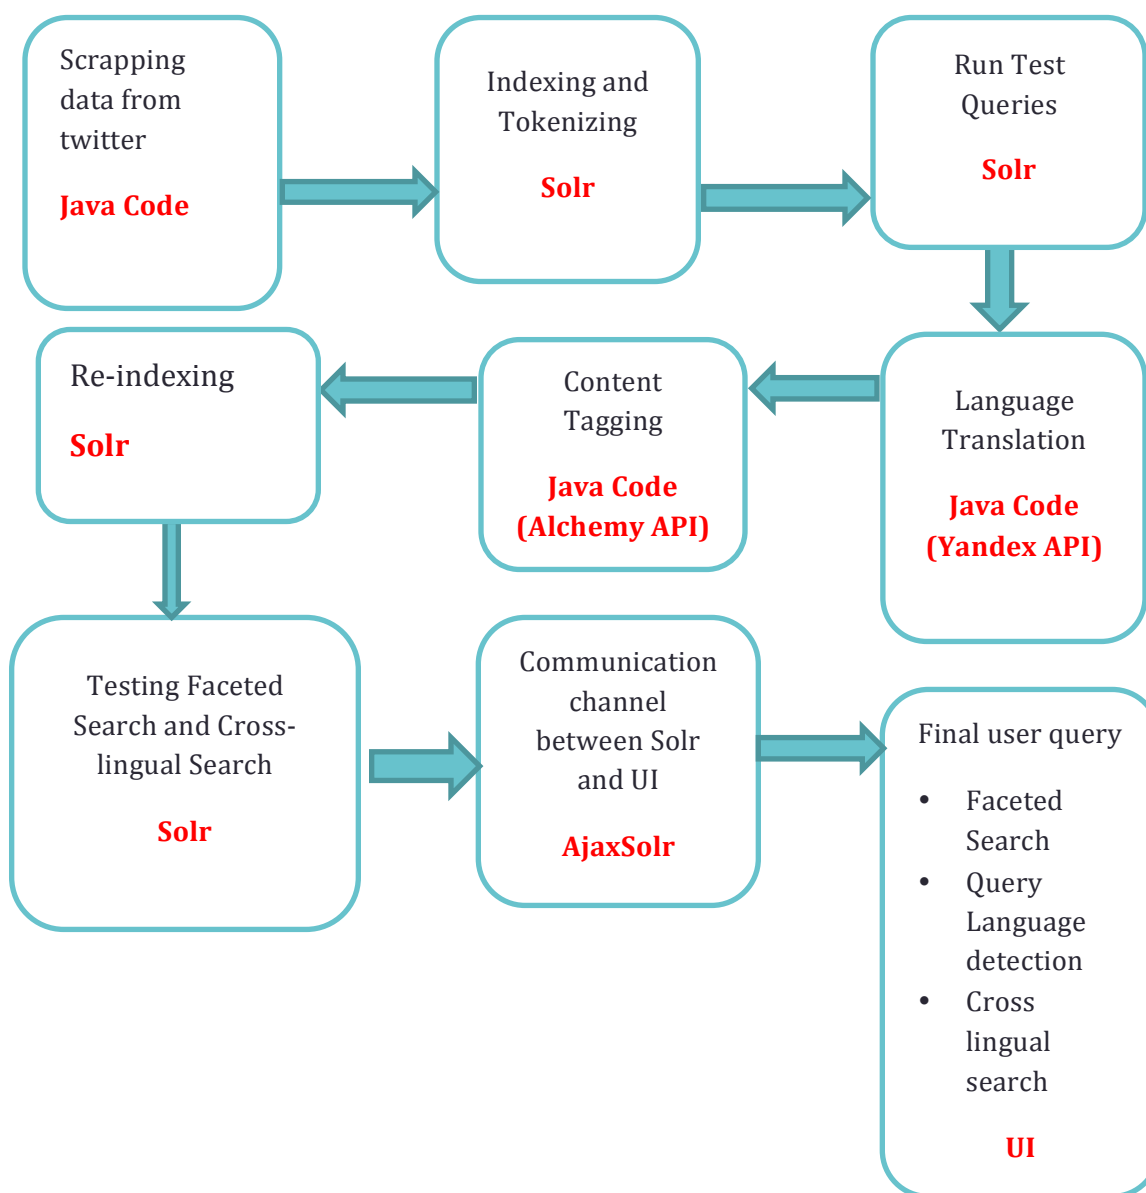 Scrapping
data from
twitter
Java Code
Indexing and
Tokenizing
Solr
Run Test
Queries
Solr
Language
Translation
Java Code
(Yandex API)
Content
Tagging
Java Code
(Alchemy API)
Re-indexing
Solr
Testing Faceted
Search and Cross-
lingual Search
Solr
Communication
channel
between Solr
and UI
AjaxSolr
Final user query
• Faceted
Search
• Query
Language
detection
• Cross
lingual
search
UI